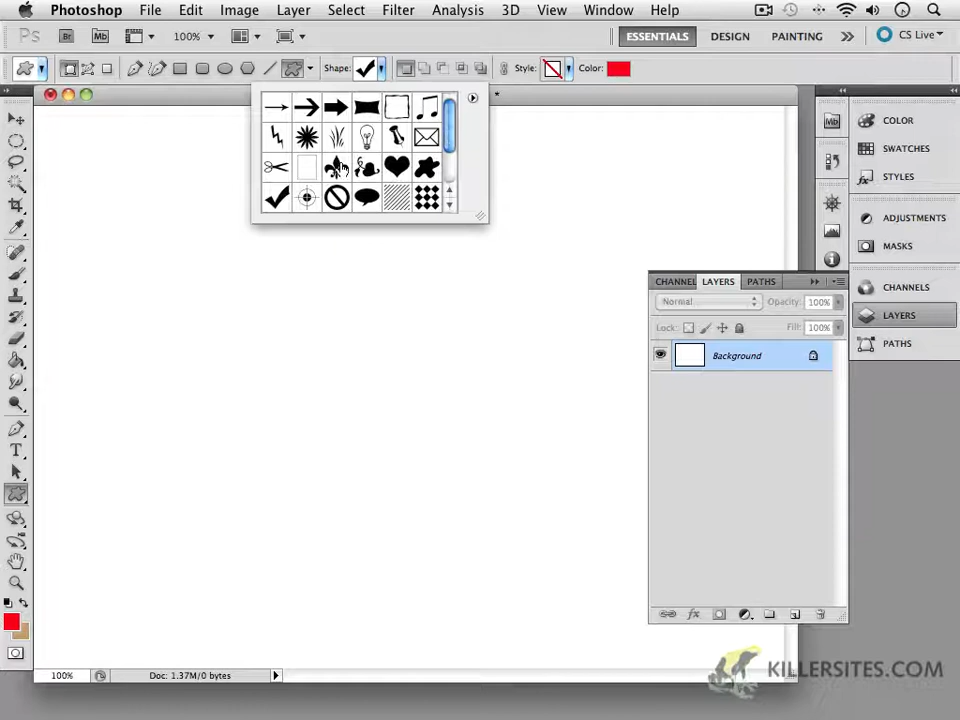 Photoshop File Edit Image Layer Select Filter Analysis 3D View Window Help
Ps Br Mb 100% ESSENTIALS DESIGN PAINTING CS Live
Shape: Style: Color:
*
Mb COLOR
SWATCHES
STYLES
ADJUSTMENTS
MASKS
CHANNELS
LAYERS
PATHS
CHANNEL LAYERS PATHS
Normal Opacity: 100%
Lock: Fill: 100%
Background
fx
T
100% Doc: 1.37M/0 bytes
KILLERSITES.COM